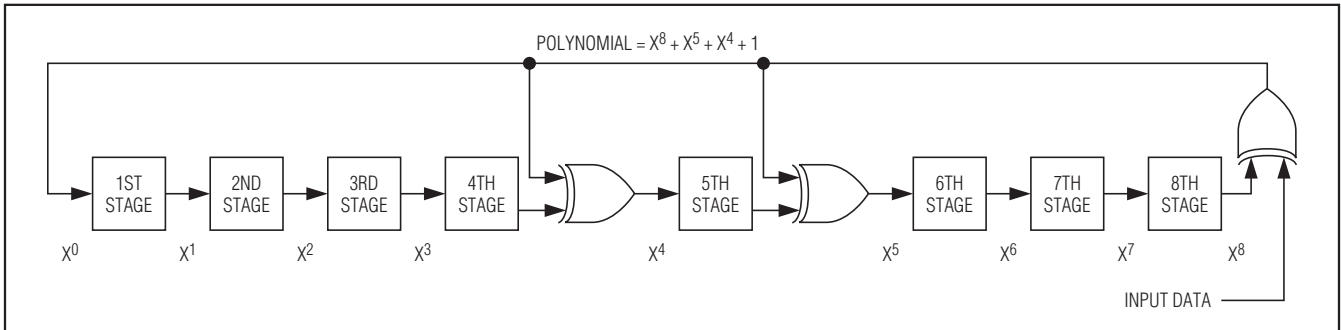 POLYNOMIAL = X⁸ + X⁵ + X⁴ + 1
1ST
STAGE
2ND
STAGE
3RD
STAGE
4TH
STAGE
5TH
STAGE
6TH
STAGE
7TH
STAGE
8TH
STAGE
X⁰
X¹
X²
X³
X⁴
X⁵
X⁶
X⁷
X⁸
INPUT DATA